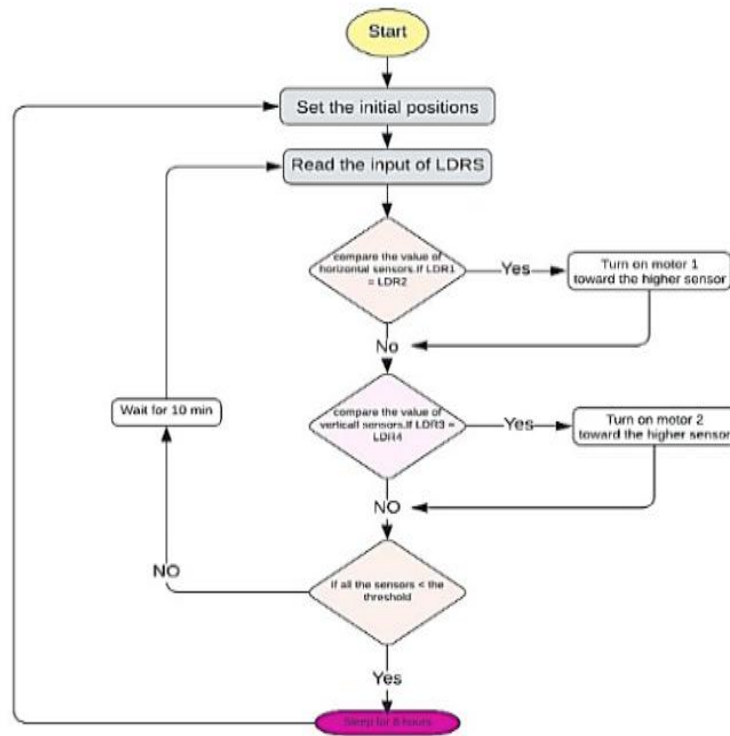 Start
Set the initial positions
Read the input of LDRS
compare the value of
horizontal sensors.If LDR1
= LDR2
Yes
Turn on motor 1
toward the higher sensor
No
compare the value of
verticall sensors.If LDR3 =
LDR4
Yes
Turn on motor 2
toward the higher sensor
Wait for 10 min
NO
if all the sensors < the
threshold
NO
Yes
Sleep for 8 hours